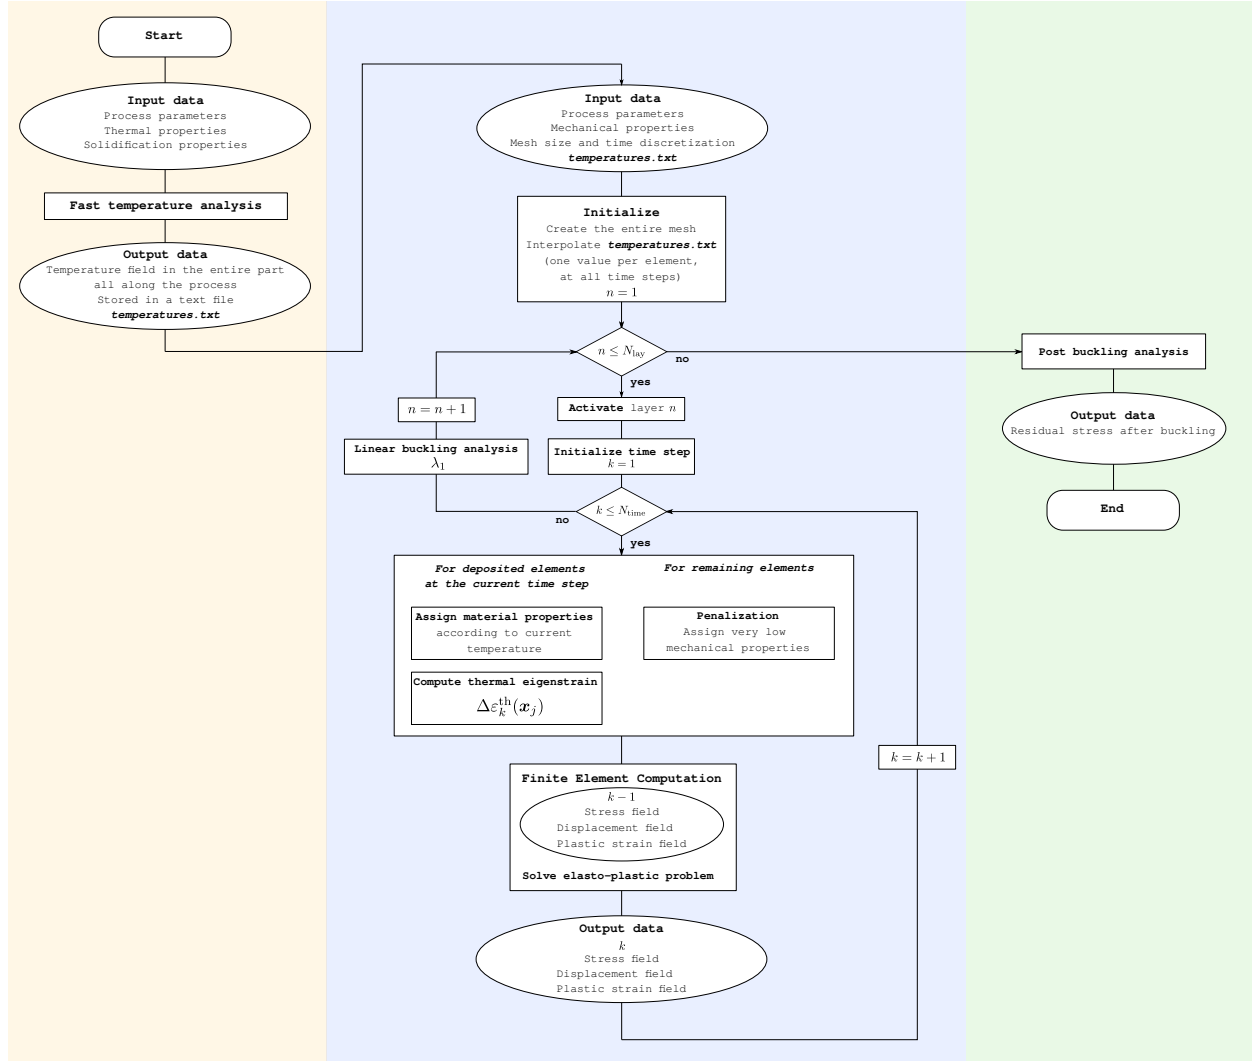 Start
Input data
Process parameters
Thermal properties
Solidification properties
Fast temperature analysis
Output data
Temperature field in the entire part
all along the process
Stored in a text file
temperatures.txt
Input data
Process parameters
Mechanical properties
Mesh size and time discretization
temperatures.txt
Initialize
Create the entire mesh
Interpolate temperatures.txt
(one value per element,
at all time steps)
n = 1
n ≤ N_lay
no
yes
Activate layer n
Initialize time step
k = 1
k ≤ N_time
no
yes
Linear buckling analysis
λ₁
n = n + 1
For deposited elements
at the current time step
Assign material properties
according to current
temperature
Compute thermal eigenstrain
Δε_k^th(x_j)
For remaining elements
Penalization
Assign very low
mechanical properties
Finite Element Computation
k − 1
Stress field
Displacement field
Plastic strain field
Solve elasto-plastic problem
Output data
k
Stress field
Displacement field
Plastic strain field
k = k + 1
Post buckling analysis
Output data
Residual stress after buckling
End